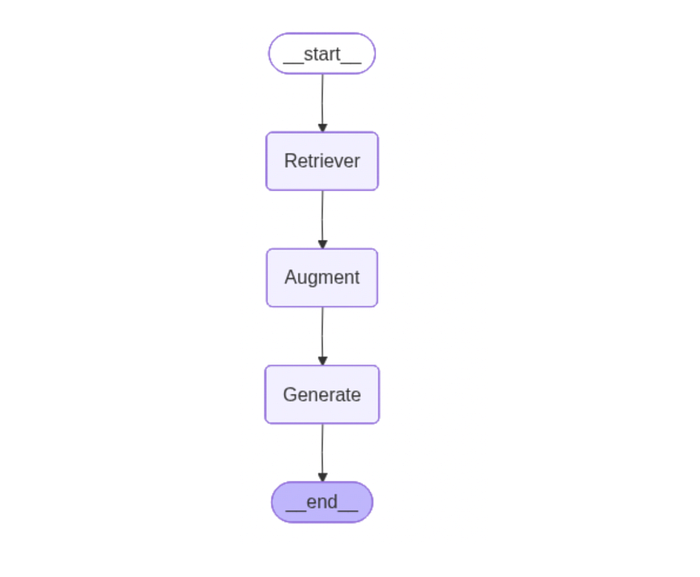 __start__
Retriever
Augment
Generate
__end__